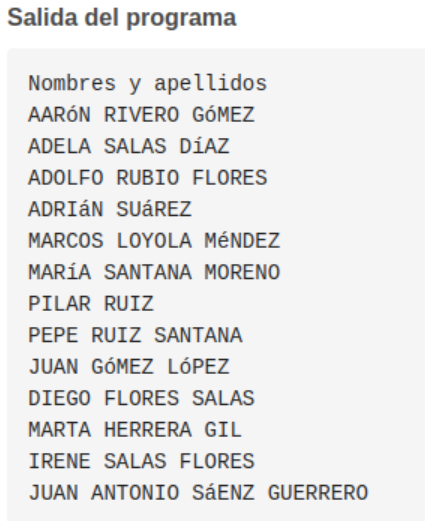 Salida del programa
Nombres y apellidos
AARóN RIVERO GóMEZ
ADELA SALAS DíAZ
ADOLFO RUBIO FLORES
ADRIáN SUáREZ
MARCOS LOYOLA MéNDEZ
MARíA SANTANA MORENO
PILAR RUIZ
PEPE RUIZ SANTANA
JUAN GóMEZ LóPEZ
DIEGO FLORES SALAS
MARTA HERRERA GIL
IRENE SALAS FLORES
JUAN ANTONIO SáENZ GUERRERO